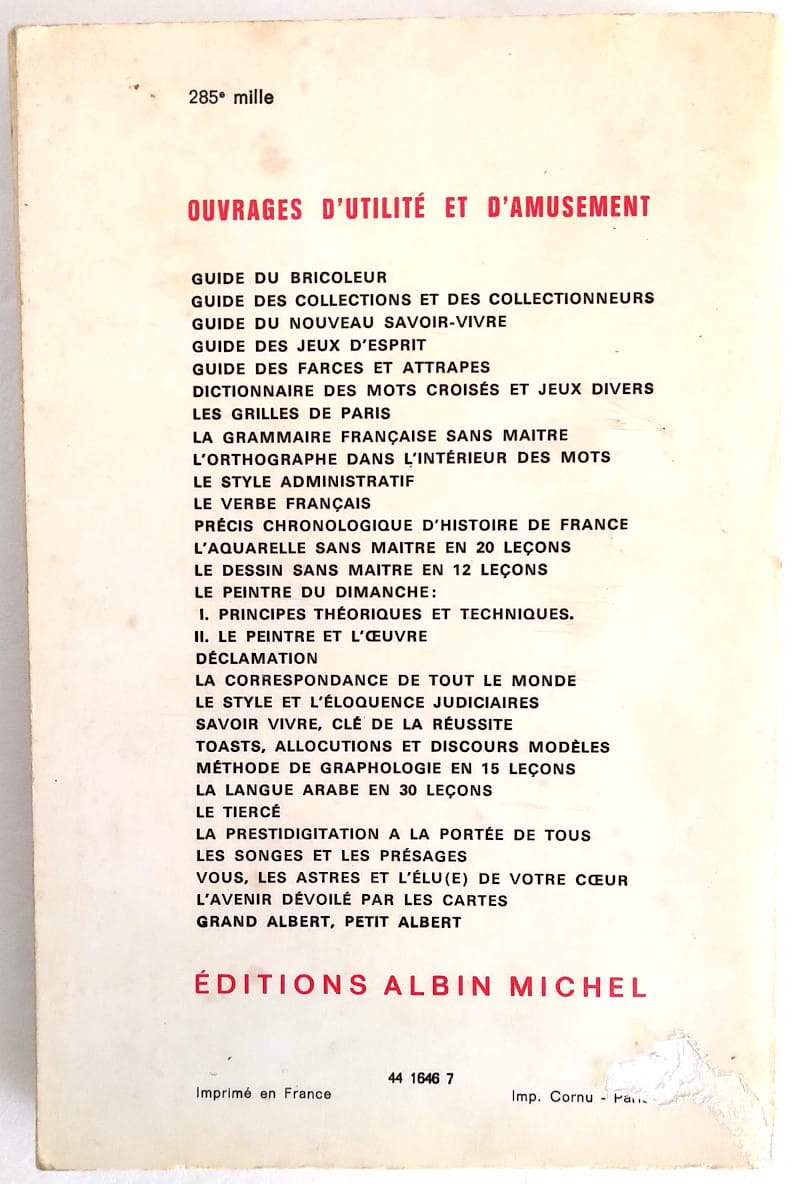 285e mille
OUVRAGES D'UTILITÉ ET D'AMUSEMENT
GUIDE DU BRICOLEUR
GUIDE DES COLLECTIONS ET DES COLLECTIONNEURS
GUIDE DU NOUVEAU SAVOIR-VIVRE
GUIDE DES JEUX D'ESPRIT
GUIDE DES FARCES ET ATTRAPES
DICTIONNAIRE DES MOTS CROISÉS ET JEUX DIVERS
LES GRILLES DE PARIS
LA GRAMMAIRE FRANÇAISE SANS MAITRE
L'ORTHOGRAPHE DANS L'INTÉRIEUR DES MOTS
LE STYLE ADMINISTRATIF
LE VERBE FRANÇAIS
PRÉCIS CHRONOLOGIQUE D'HISTOIRE DE FRANCE
L'AQUARELLE SANS MAITRE EN 20 LEÇONS
LE DESSIN SANS MAITRE EN 12 LEÇONS
LE PEINTRE DU DIMANCHE:
I. PRINCIPES THÉORIQUES ET TECHNIQUES.
II. LE PEINTRE ET L'ŒUVRE
DÉCLAMATION
LA CORRESPONDANCE DE TOUT LE MONDE
LE STYLE ET L'ÉLOQUENCE JUDICIAIRES
SAVOIR VIVRE, CLÉ DE LA RÉUSSITE
TOASTS, ALLOCUTIONS ET DISCOURS MODÈLES
MÉTHODE DE GRAPHOLOGIE EN 15 LEÇONS
LA LANGUE ARABE EN 30 LEÇONS
LE TIERCÉ
LA PRESTIDIGITATION A LA PORTÉE DE TOUS
LES SONGES ET LES PRÉSAGES
VOUS, LES ASTRES ET L'ÉLU(E) DE VOTRE CŒUR
L'AVENIR DÉVOILÉ PAR LES CARTES
GRAND ALBERT, PETIT ALBERT
ÉDITIONS ALBIN MICHEL
44 1646 7
Imprimé en France
Imp. Cornu -